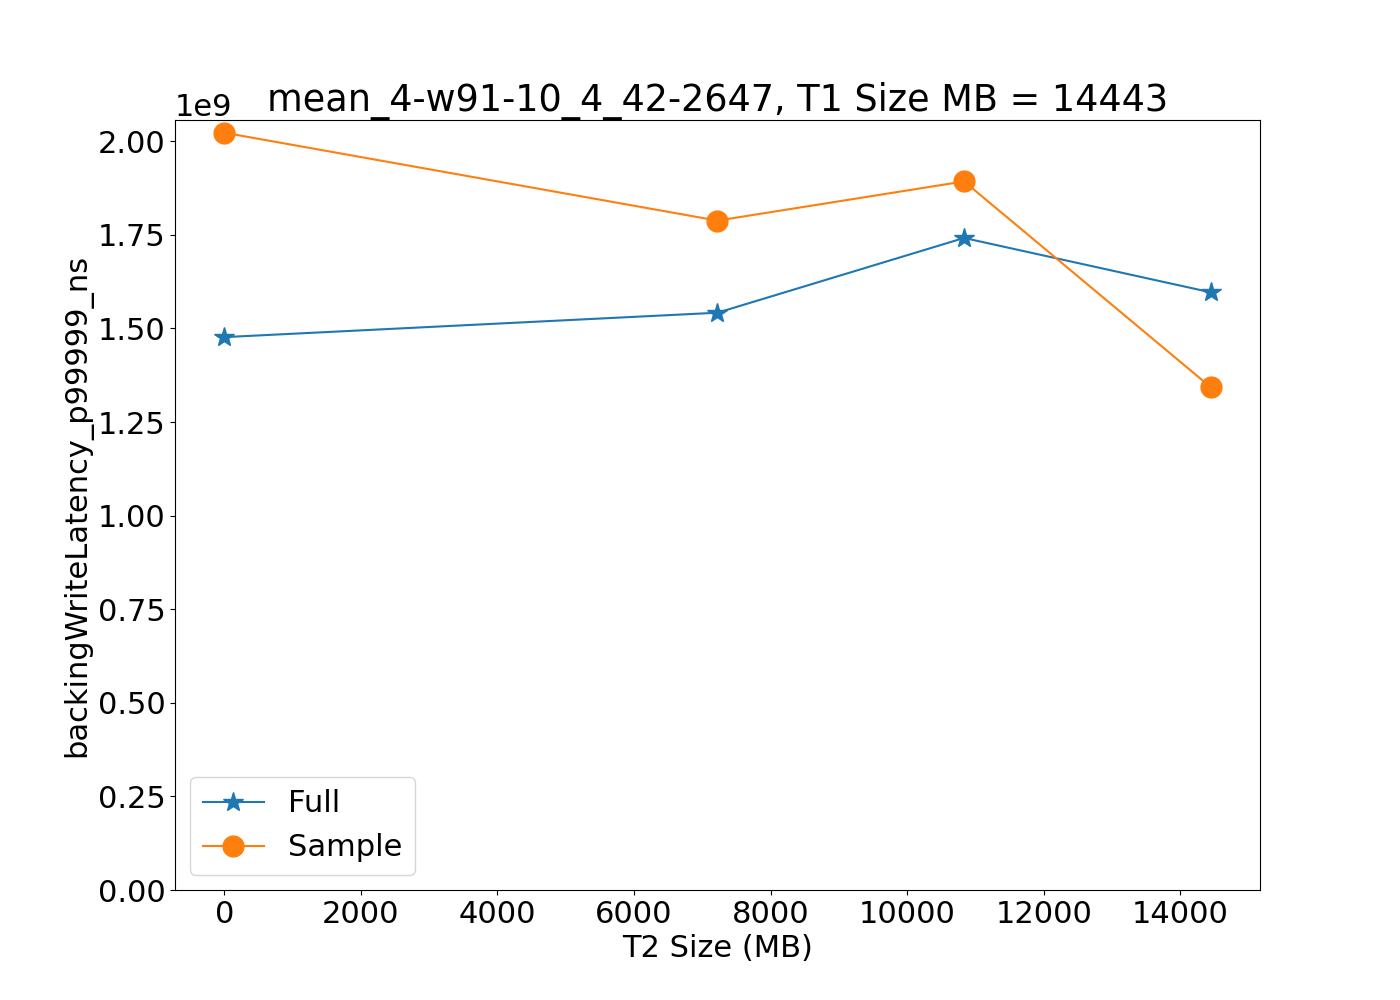 mean_4-w91-10_4_42-2647, T1 Size MB = 14443
1e9
2.00
1.75
1.50
1.25
1.00
0.75
0.50
0.25
0.00
backingWriteLatency_p99999_ns
Full
Sample
0 2000 4000 6000 8000 10000 12000 14000
T2 Size (MB)